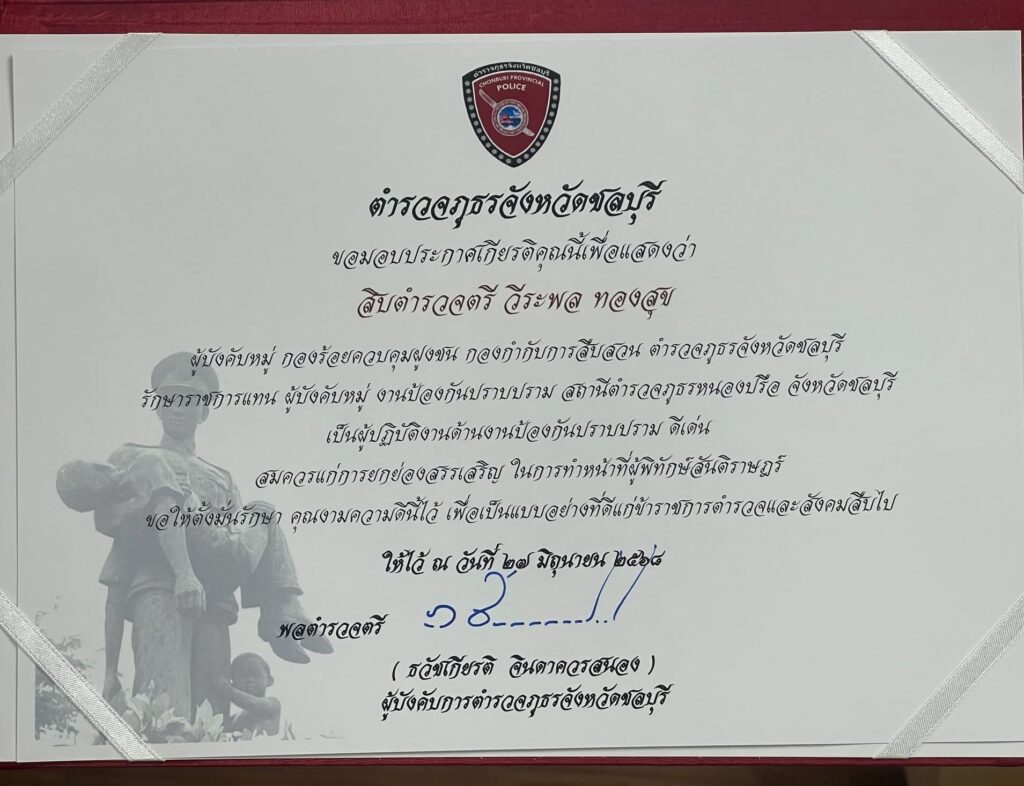 ตำรวจภูธรจังหวัดชลบุรี
CHONBURI PROVINCIAL
POLICE
ตำรวจภูธรจังหวัดชลบุรี
ขอมอบประกาศเกียรติคุณนี้เพื่อแสดงว่า
สิบตำรวจตรี วีระพล ทองสุข
ผู้บังคับหมู่ กองร้อยควบคุมฝูงชน กองกำกับการสืบสวน ตำรวจภูธรจังหวัดชลบุรี
รักษาราชการแทน ผู้บังคับหมู่ งานป้องกันปราบปราม สถานีตำรวจภูธรหนองปรือ จังหวัดชลบุรี
เป็นผู้ปฏิบัติงานด้านงานป้องกันปราบปราม ดีเด่น
สมควรแก่การยกย่องสรรเสริญ ในการทำหน้าที่ผู้พิทักษ์สันติราษฎร์
ขอให้ตั้งมั่นรักษา คุณงามความดีนี้ไว้ เพื่อเป็นแบบอย่างที่ดีแก่ข้าราชการตำรวจและสังคมสืบไป
ให้ไว้ ณ วันที่ ๒๗ มิถุนายน ๒๕๖๘
พลตำรวจตรี
( ธวัชเกียรติ จินดาควรสนอง )
ผู้บังคับการตำรวจภูธรจังหวัดชลบุรี